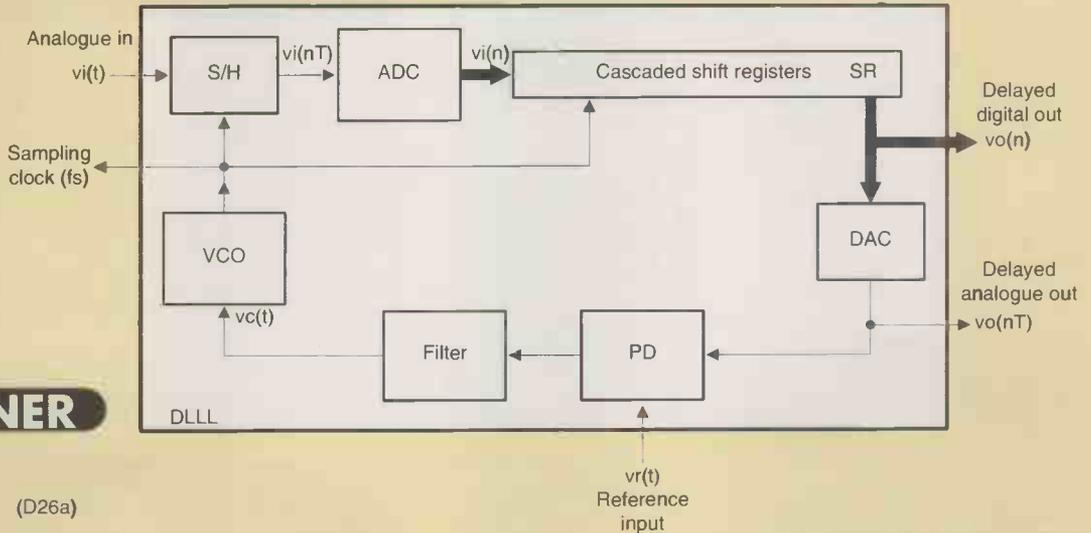 Analogue in
vi(t)
S/H
vi(nT)
ADC
vi(n)
Cascaded shift registers SR
Delayed
digital out
vo(n)
Sampling
clock (fs)
VCO
DAC
Delayed
analogue out
vo(nT)
vc(t)
Filter
PD
NER
DLLL
vr(t)
Reference
input
(D26a)